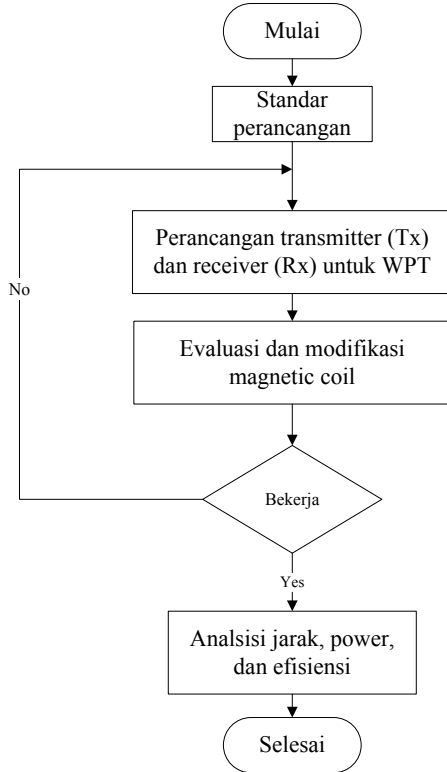 Mulai
Standar
perancangan
Perancangan transmitter (Tx)
dan receiver (Rx) untuk WPT
No
Evaluasi dan modifikasi
magnetic coil
Bekerja
Yes
Analsisi jarak, power,
dan efisiensi
Selesai